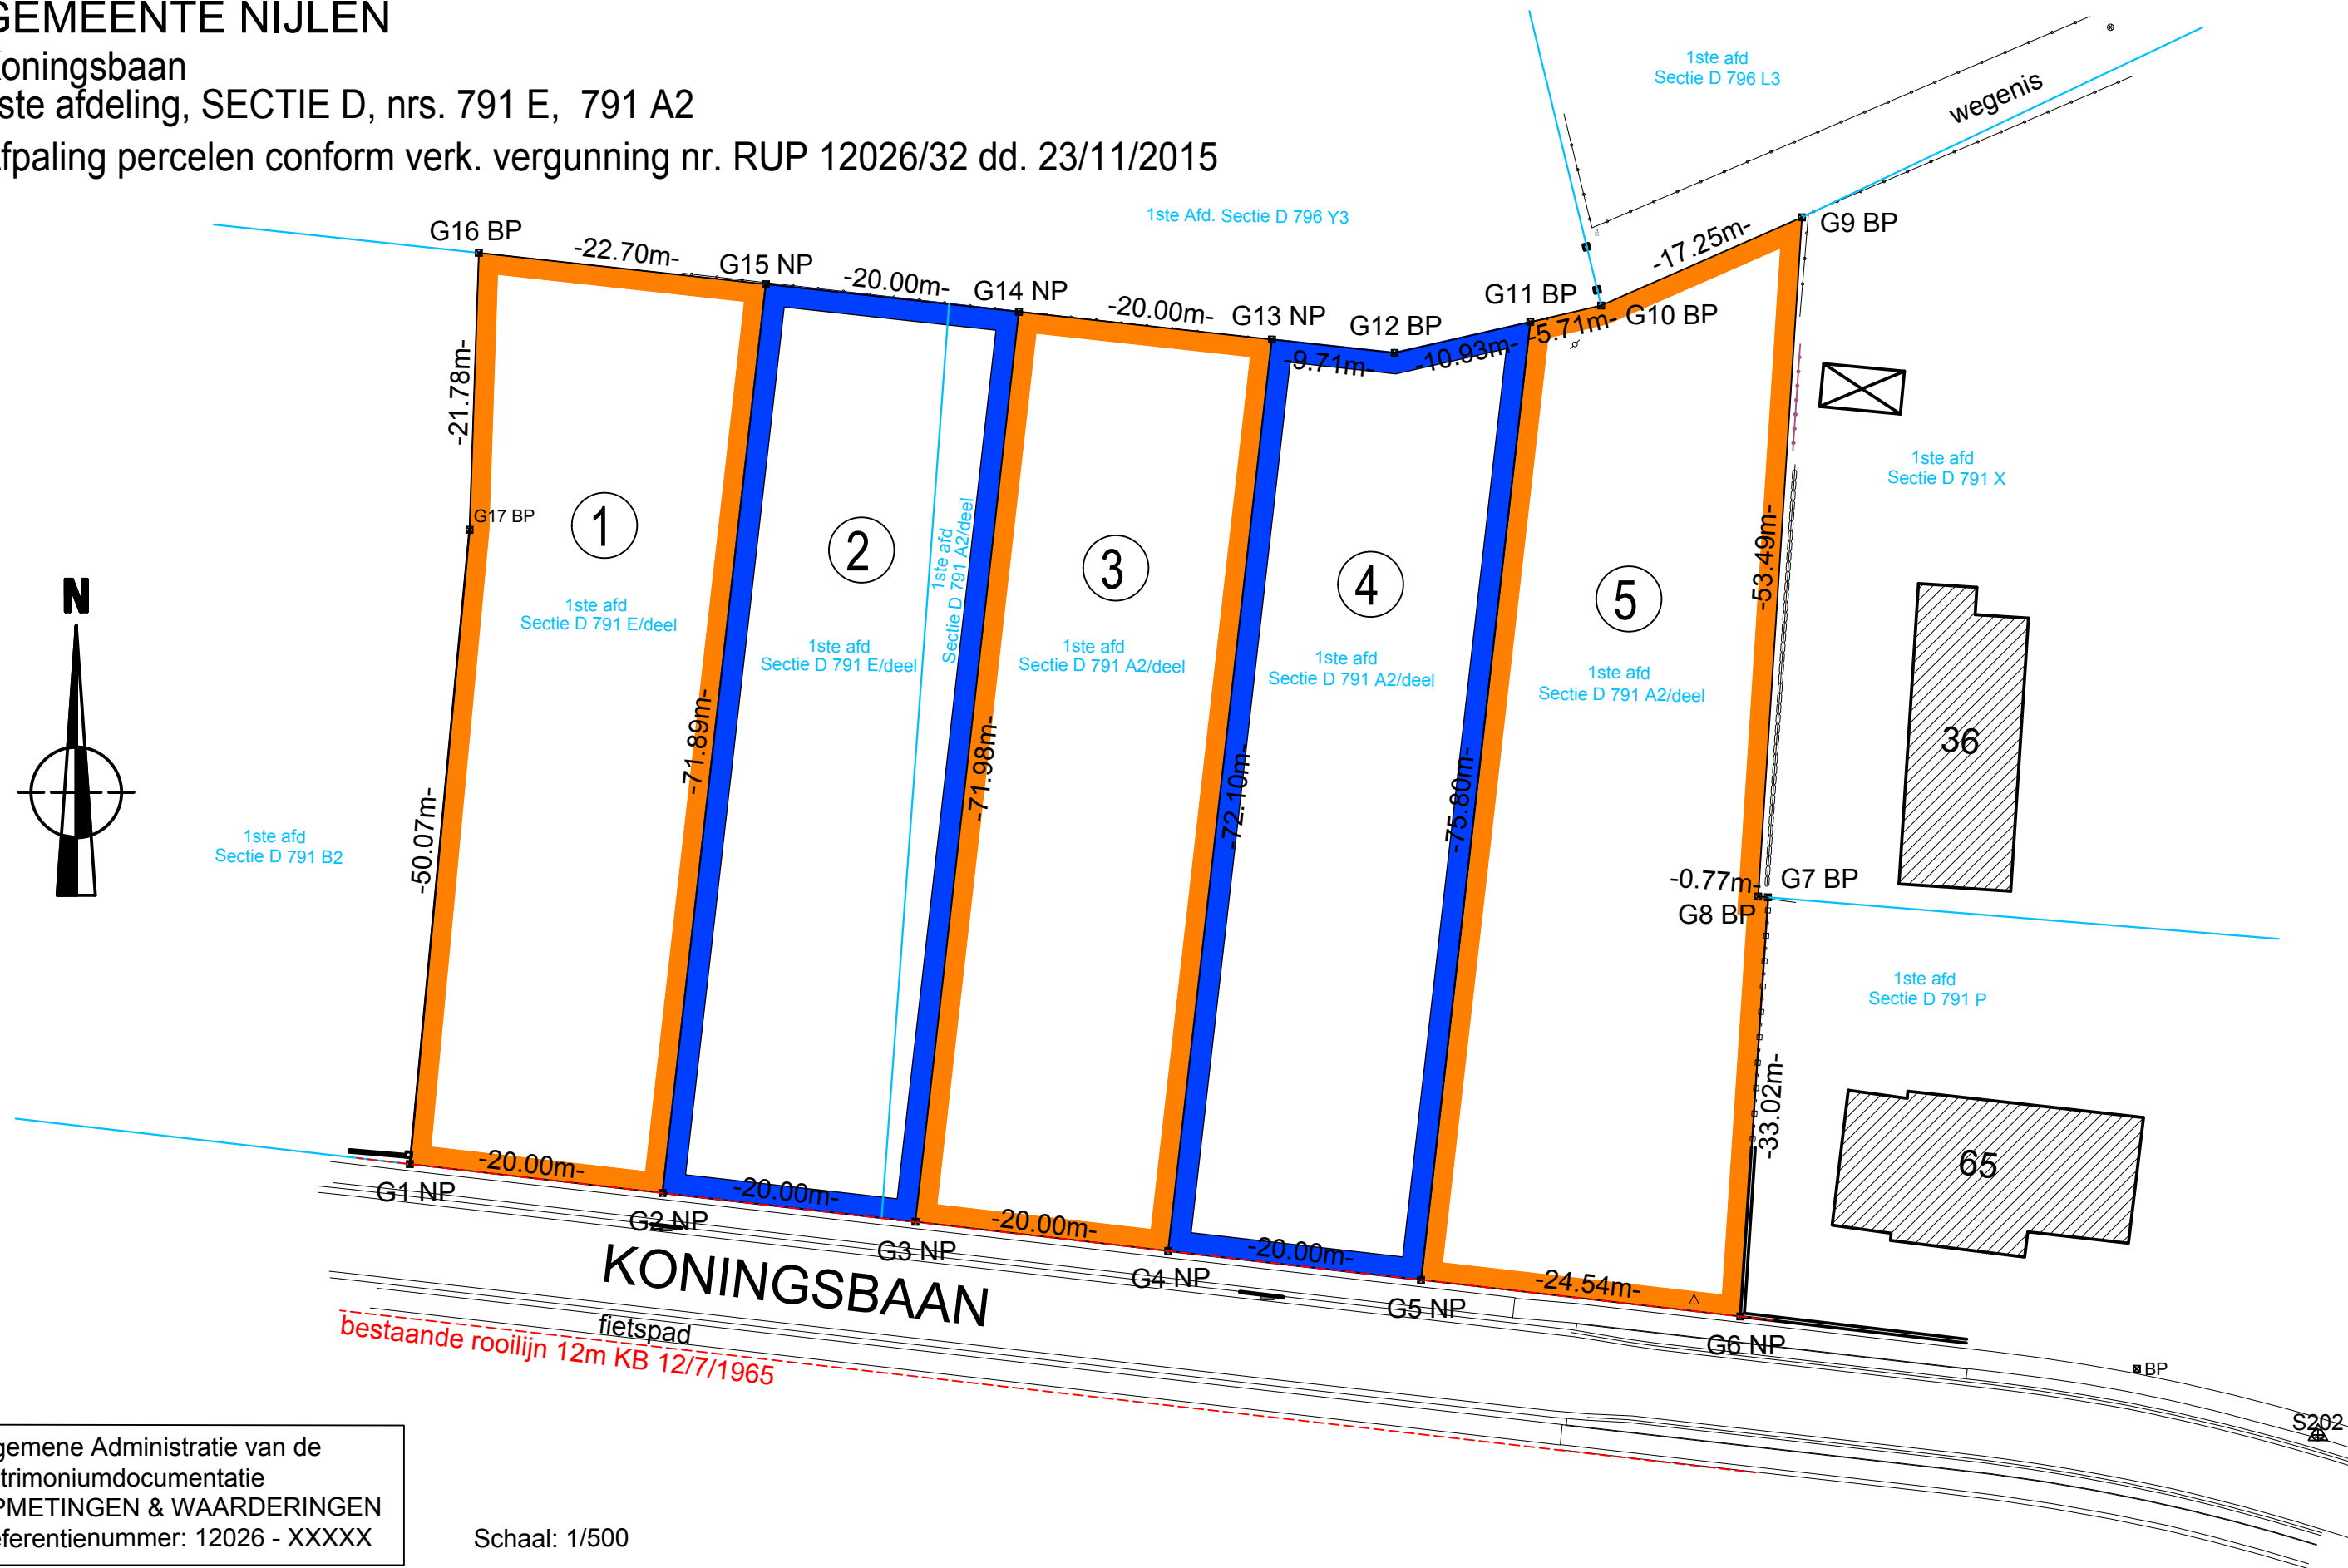 GEMEENTE NIJLEN
Koningsbaan
ste afdeling, SECTIE D, nrs. 791 E, 791 A2
Afpaling percelen conform verk. vergunning nr. RUP 12026/32 dd. 23/11/2015
1ste afd
Sectie D 796 L3
wegenis
1ste Afd. Sectie D 796 Y3
G16 BP
-22.70m-
G15 NP
-20.00m-
G14 NP
-20.00m-
G13 NP
G12 BP
G11 BP
G10 BP
-17.25m-
G9 BP
-9.71m-
-10.93m-
-5.71m-
-21.78m-
G17 BP
1
2
3
4
5
1ste afd
Sectie D 791 E/deel
1ste afd
Sectie D 791 E/deel
1ste afd
Sectie D 791 A2/deel
1ste afd
Sectie D 791 A2/deel
1ste afd
Sectie D 791 A2/deel
1ste afd
Sectie D 791 A2/deel
1ste afd
Sectie D 791 X
-53.49m-
N
-50.07m-
-71.89m-
-71.98m-
-72.10m-
-75.80m-
36
1ste afd
Sectie D 791 B2
-0.77m-
G7 BP
G8 BP
1ste afd
Sectie D 791 P
-33.02m-
65
-20.00m-
-20.00m-
-20.00m-
-20.00m-
-24.54m-
G1 NP
G2 NP
G3 NP
G4 NP
G5 NP
G6 NP
KONINGSBAAN
fietspad
bestaande rooilijn 12m KB 12/7/1965
BP
S202
gemene Administratie van de
trimoniumdocumentatie
PMETINGEN & WAARDERINGEN
eferentienummer: 12026 - XXXXX
Schaal: 1/500